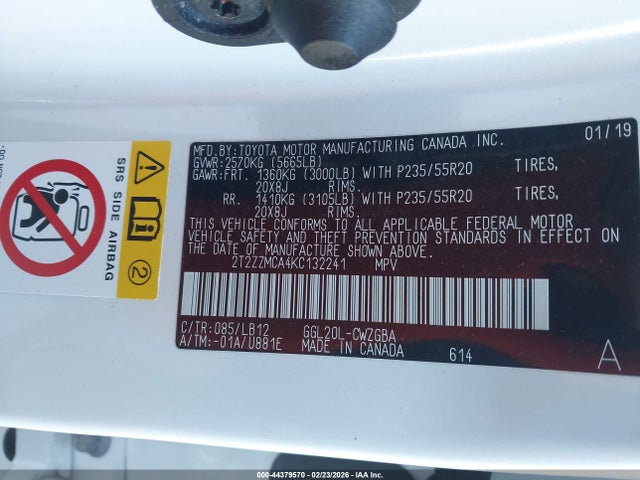 MFD.BY:TOYOTA MOTOR MANUFACTURING CANADA INC. 01/19
GVWR:2570KG (5665LB)
GAWR:FRT. 1360KG (3000LB) WITH P235/55R20 TIRES,
20X8J RIMS.
RR. 1410KG (3105LB) WITH P235/55R20 TIRES,
20X8J RIMS.
THIS VEHICLE CONFORMS TO ALL APPLICABLE FEDERAL MOTOR
VEHICLE SAFETY AND THEFT PREVENTION STANDARDS IN EFFECT ON
THE DATE OF MANUFACTURE SHOWN ABOVE.
2T2ZZMCA4KC132241 MPV
C/TR:085/LB12 GGL20L-CWZGBA
A/TM:-01A/U881E MADE IN CANADA 614 A
SRS SIDE AIRBAG
2
000-44379570 - 02/23/2026 - IAA Inc.